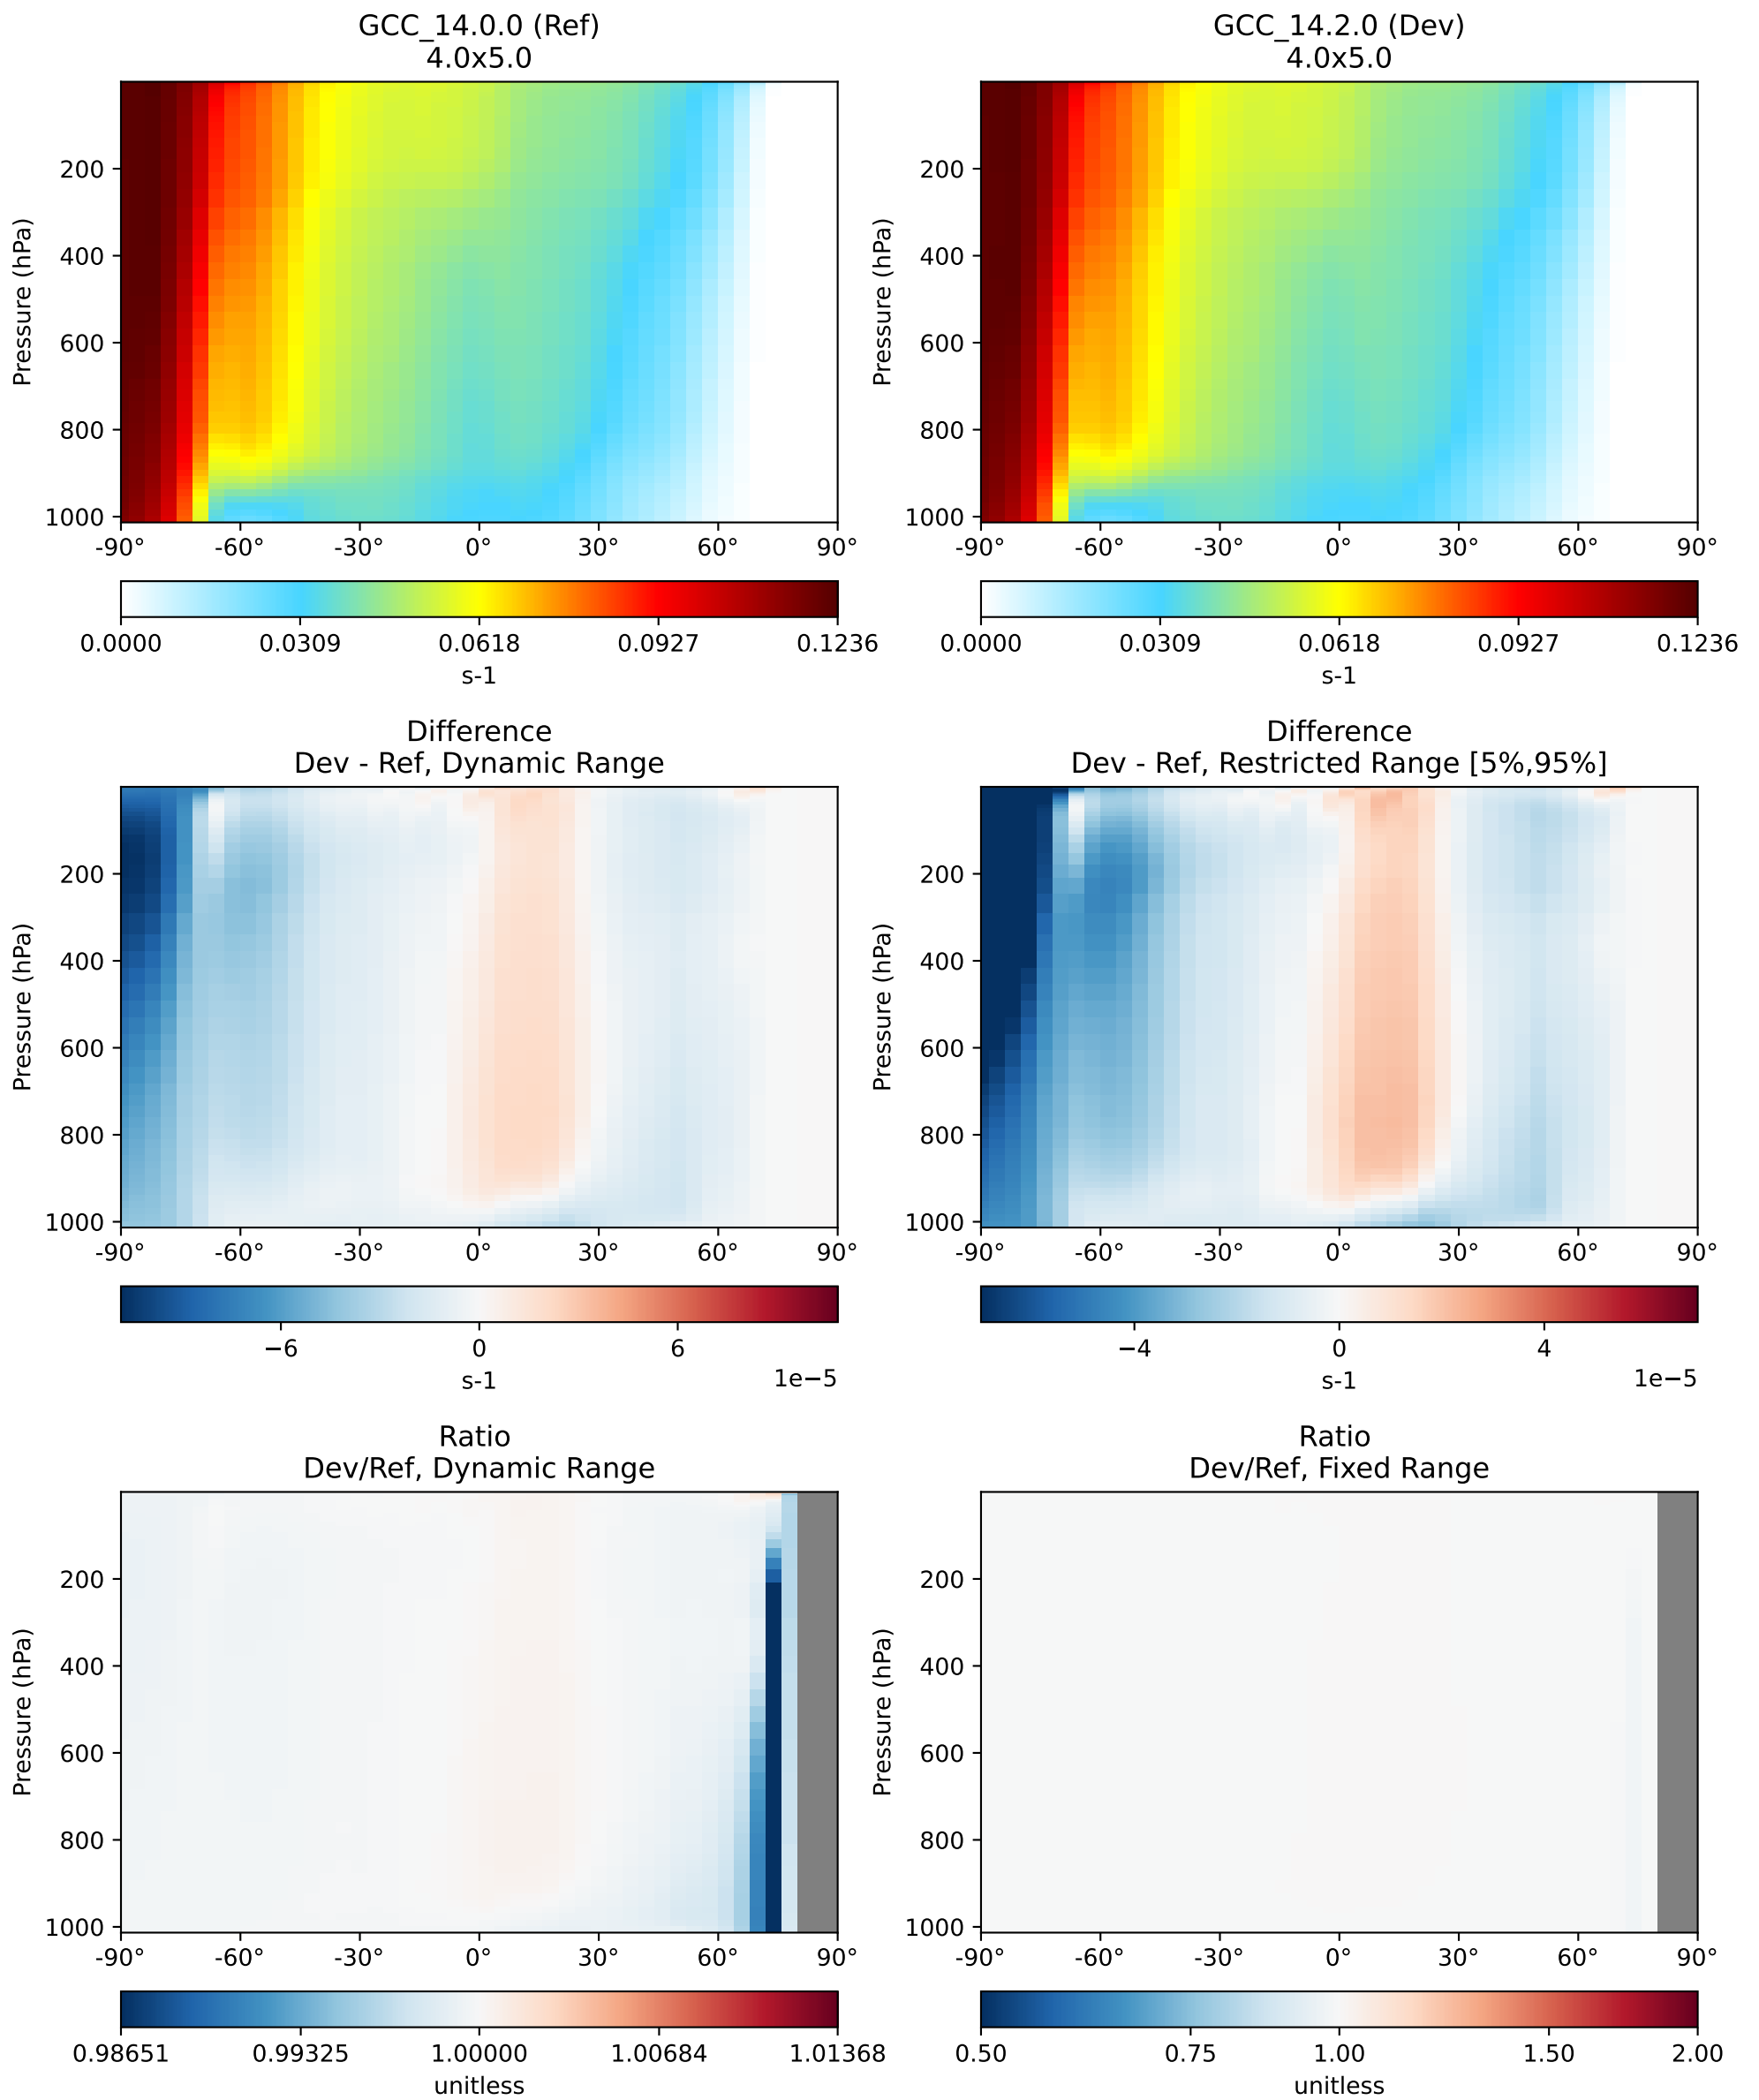 GCC_14.0.0 (Ref)
4.0x5.0
GCC_14.2.0 (Dev)
4.0x5.0
Pressure (hPa)
200
400
600
800
1000
-90° -60° -30° 0° 30° 60° 90°
0.0000 0.0309 0.0618 0.0927 0.1236
s-1
Pressure (hPa)
200
400
600
800
1000
-90° -60° -30° 0° 30° 60° 90°
0.0000 0.0309 0.0618 0.0927 0.1236
s-1
Difference
Dev - Ref, Dynamic Range
Pressure (hPa)
200
400
600
800
1000
-90° -60° -30° 0° 30° 60° 90°
−6 0 6
s-1
1e−5
Difference
Dev - Ref, Restricted Range [5%,95%]
Pressure (hPa)
200
400
600
800
1000
-90° -60° -30° 0° 30° 60° 90°
−4 0 4
s-1
1e−5
Ratio
Dev/Ref, Dynamic Range
Pressure (hPa)
200
400
600
800
1000
-90° -60° -30° 0° 30° 60° 90°
0.98651 0.99325 1.00000 1.00684 1.01368
unitless
Ratio
Dev/Ref, Fixed Range
Pressure (hPa)
200
400
600
800
1000
-90° -60° -30° 0° 30° 60° 90°
0.50 0.75 1.00 1.50 2.00
unitless